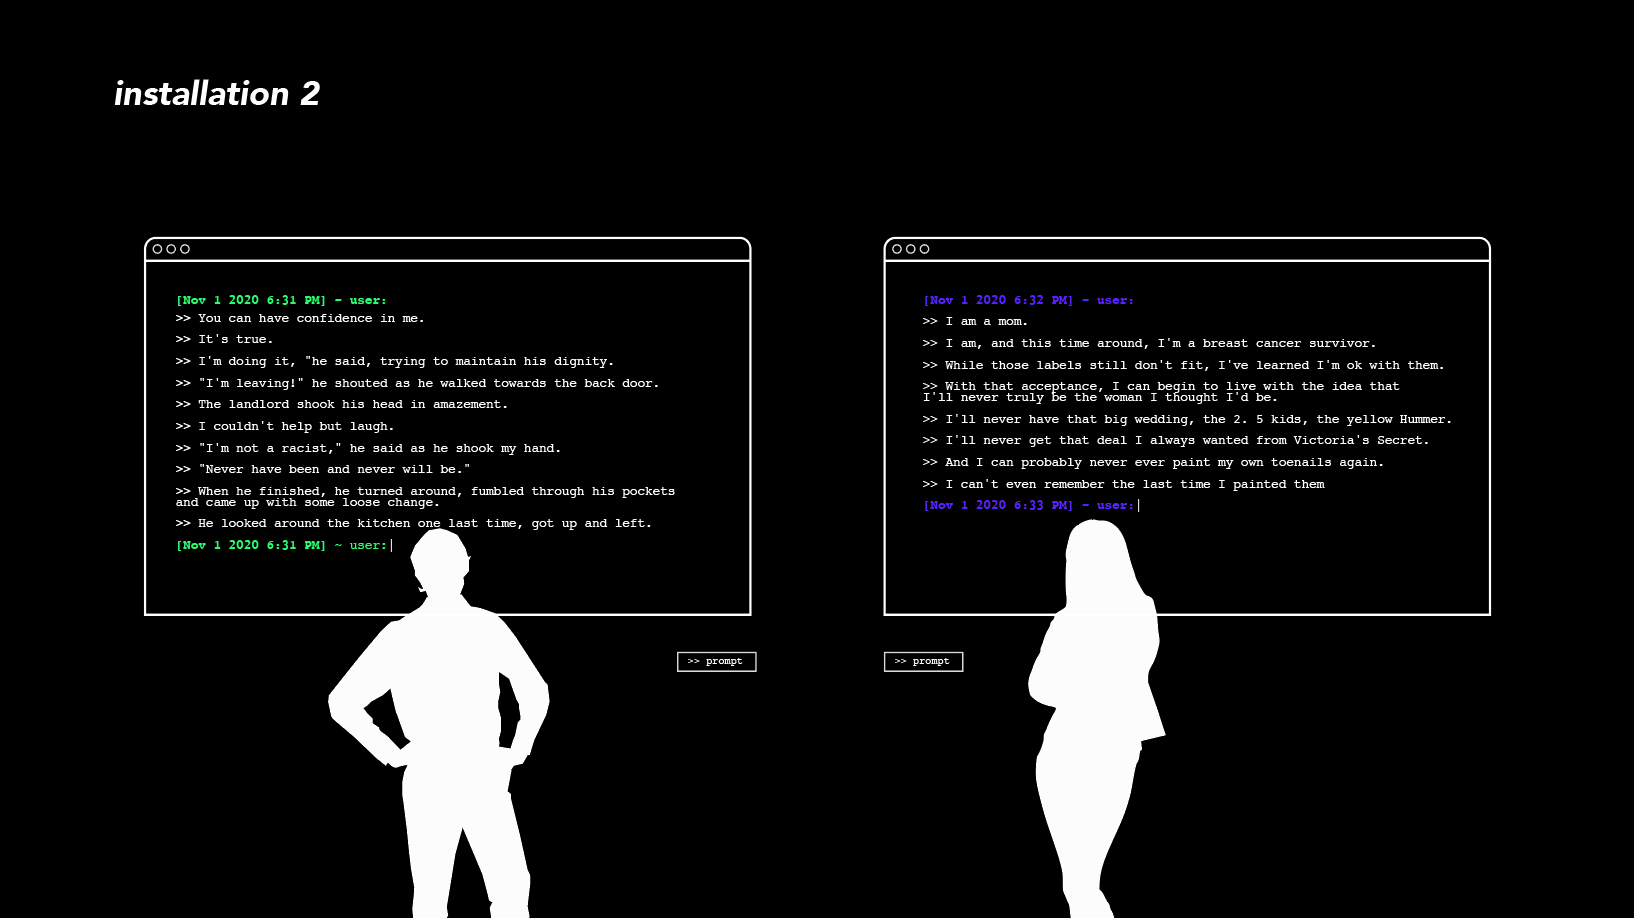 installation 2
[Nov 1 2020 6:31 PM] ~ user:
>> You can have confidence in me.
>> It's true.
>> I'm doing it, "he said, trying to maintain his dignity.
>> "I'm leaving!" he shouted as he walked towards the back door.
>> The landlord shook his head in amazement.
>> I couldn't help but laugh.
>> "I'm not a racist," he said as he shook my hand.
>> "Never have been and never will be."
>> When he finished, he turned around, fumbled through his pockets
and came up with some loose change.
>> He looked around the kitchen one last time, got up and left.
[Nov 1 2020 6:31 PM] ~ user:|
>> prompt
[Nov 1 2020 6:32 PM] ~ user:
>> I am a mom.
>> I am, and this time around, I'm a breast cancer survivor.
>> While those labels still don't fit, I've learned I'm ok with them.
>> With that acceptance, I can begin to live with the idea that
I'll never truly be the woman I thought I'd be.
>> I'll never have that big wedding, the 2. 5 kids, the yellow Hummer.
>> I'll never get that deal I always wanted from Victoria's Secret.
>> And I can probably never ever paint my own toenails again.
>> I can't even remember the last time I painted them
[Nov 1 2020 6:33 PM] ~ user:|
>> prompt